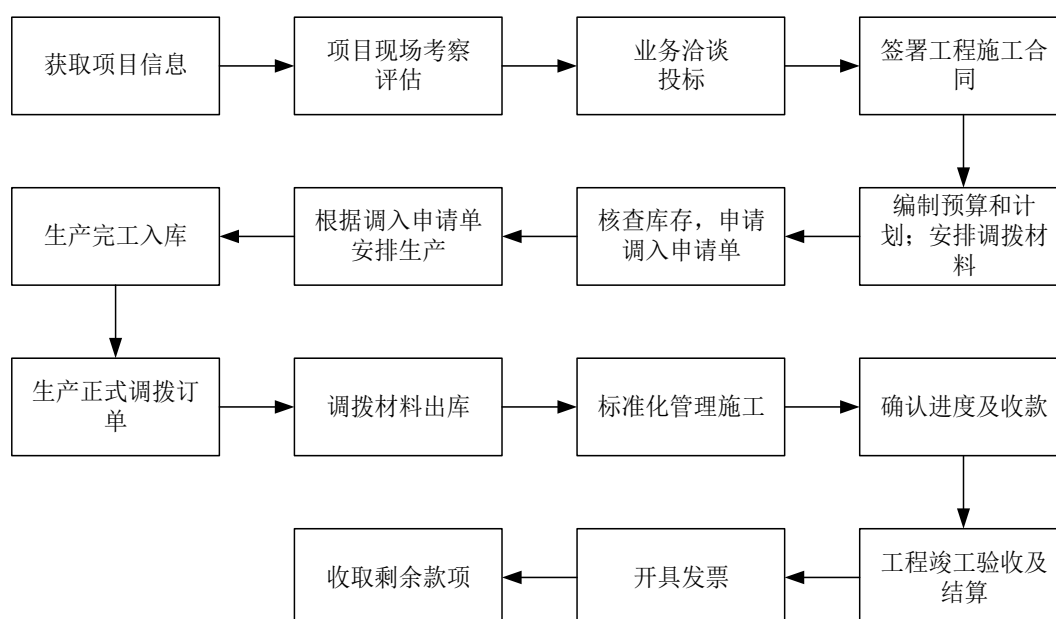 获取项目信息
项目现场考察
评估
业务洽谈
投标
签署工程施工合
同
编制预算和计
划；安排调拨材
料
核查库存，申请
调入申请单
根据调入申请单
安排生产
生产完工入库
生产正式调拨订
单
调拨材料出库
标准化管理施工
确认进度及收款
工程竣工验收及
结算
开具发票
收取剩余款项